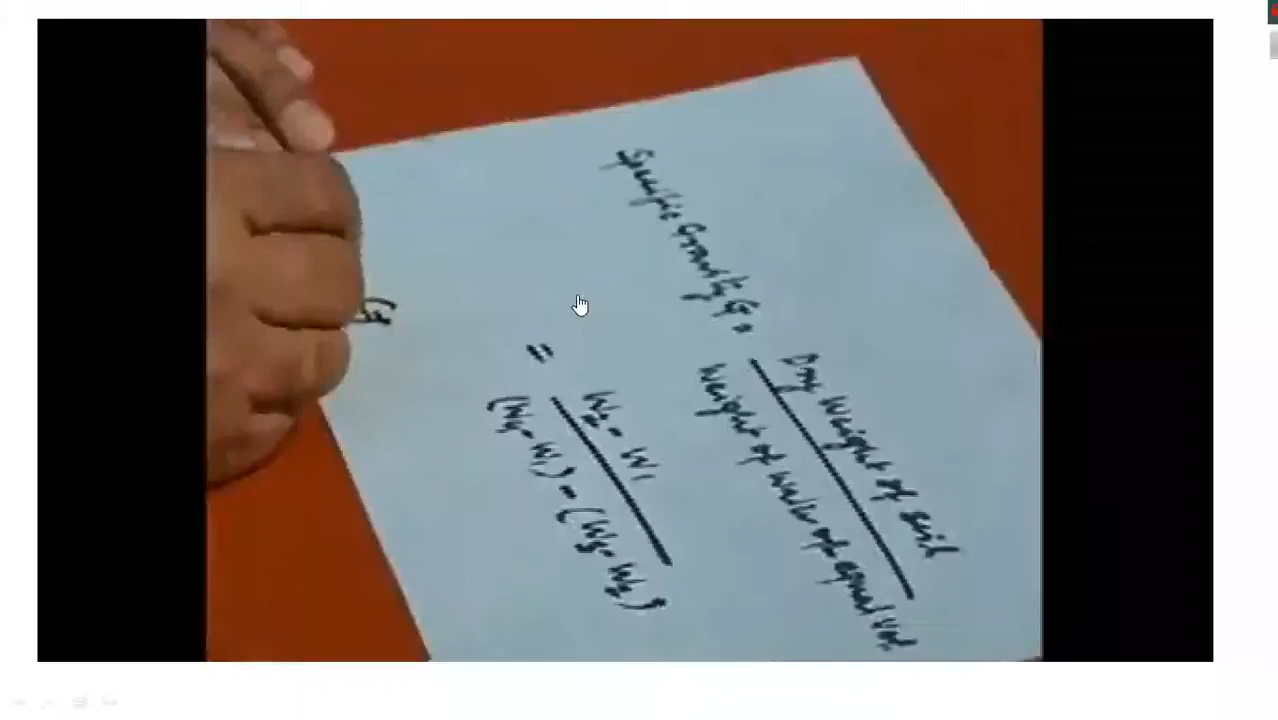 Specific Gravity G =
Dry Weight of Soil
Weight of Water of equal Vol.
=
W2 - W1
(W4 - W1) - (W3 - W2)
G